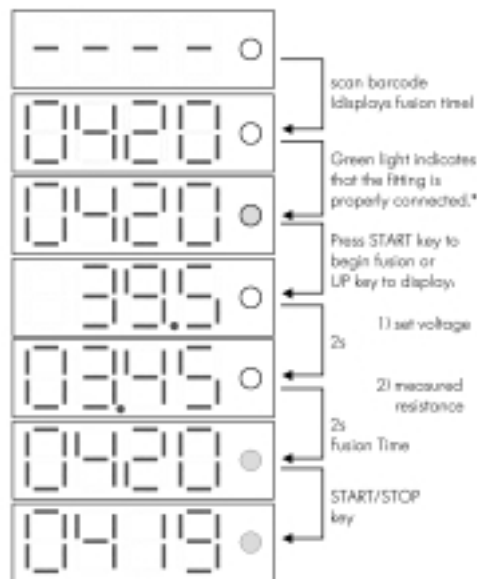 - - - -
scan barcode
(displays fusion time)
0420
Green light indicates
that the fitting is
properly connected.*
0420
Press START key to
begin fusion or
UP key to display.
39.5
1) set voltage
2s
03.45
2) measured
resistance
2s
Fusion Time
0420
START/STOP
key
0419